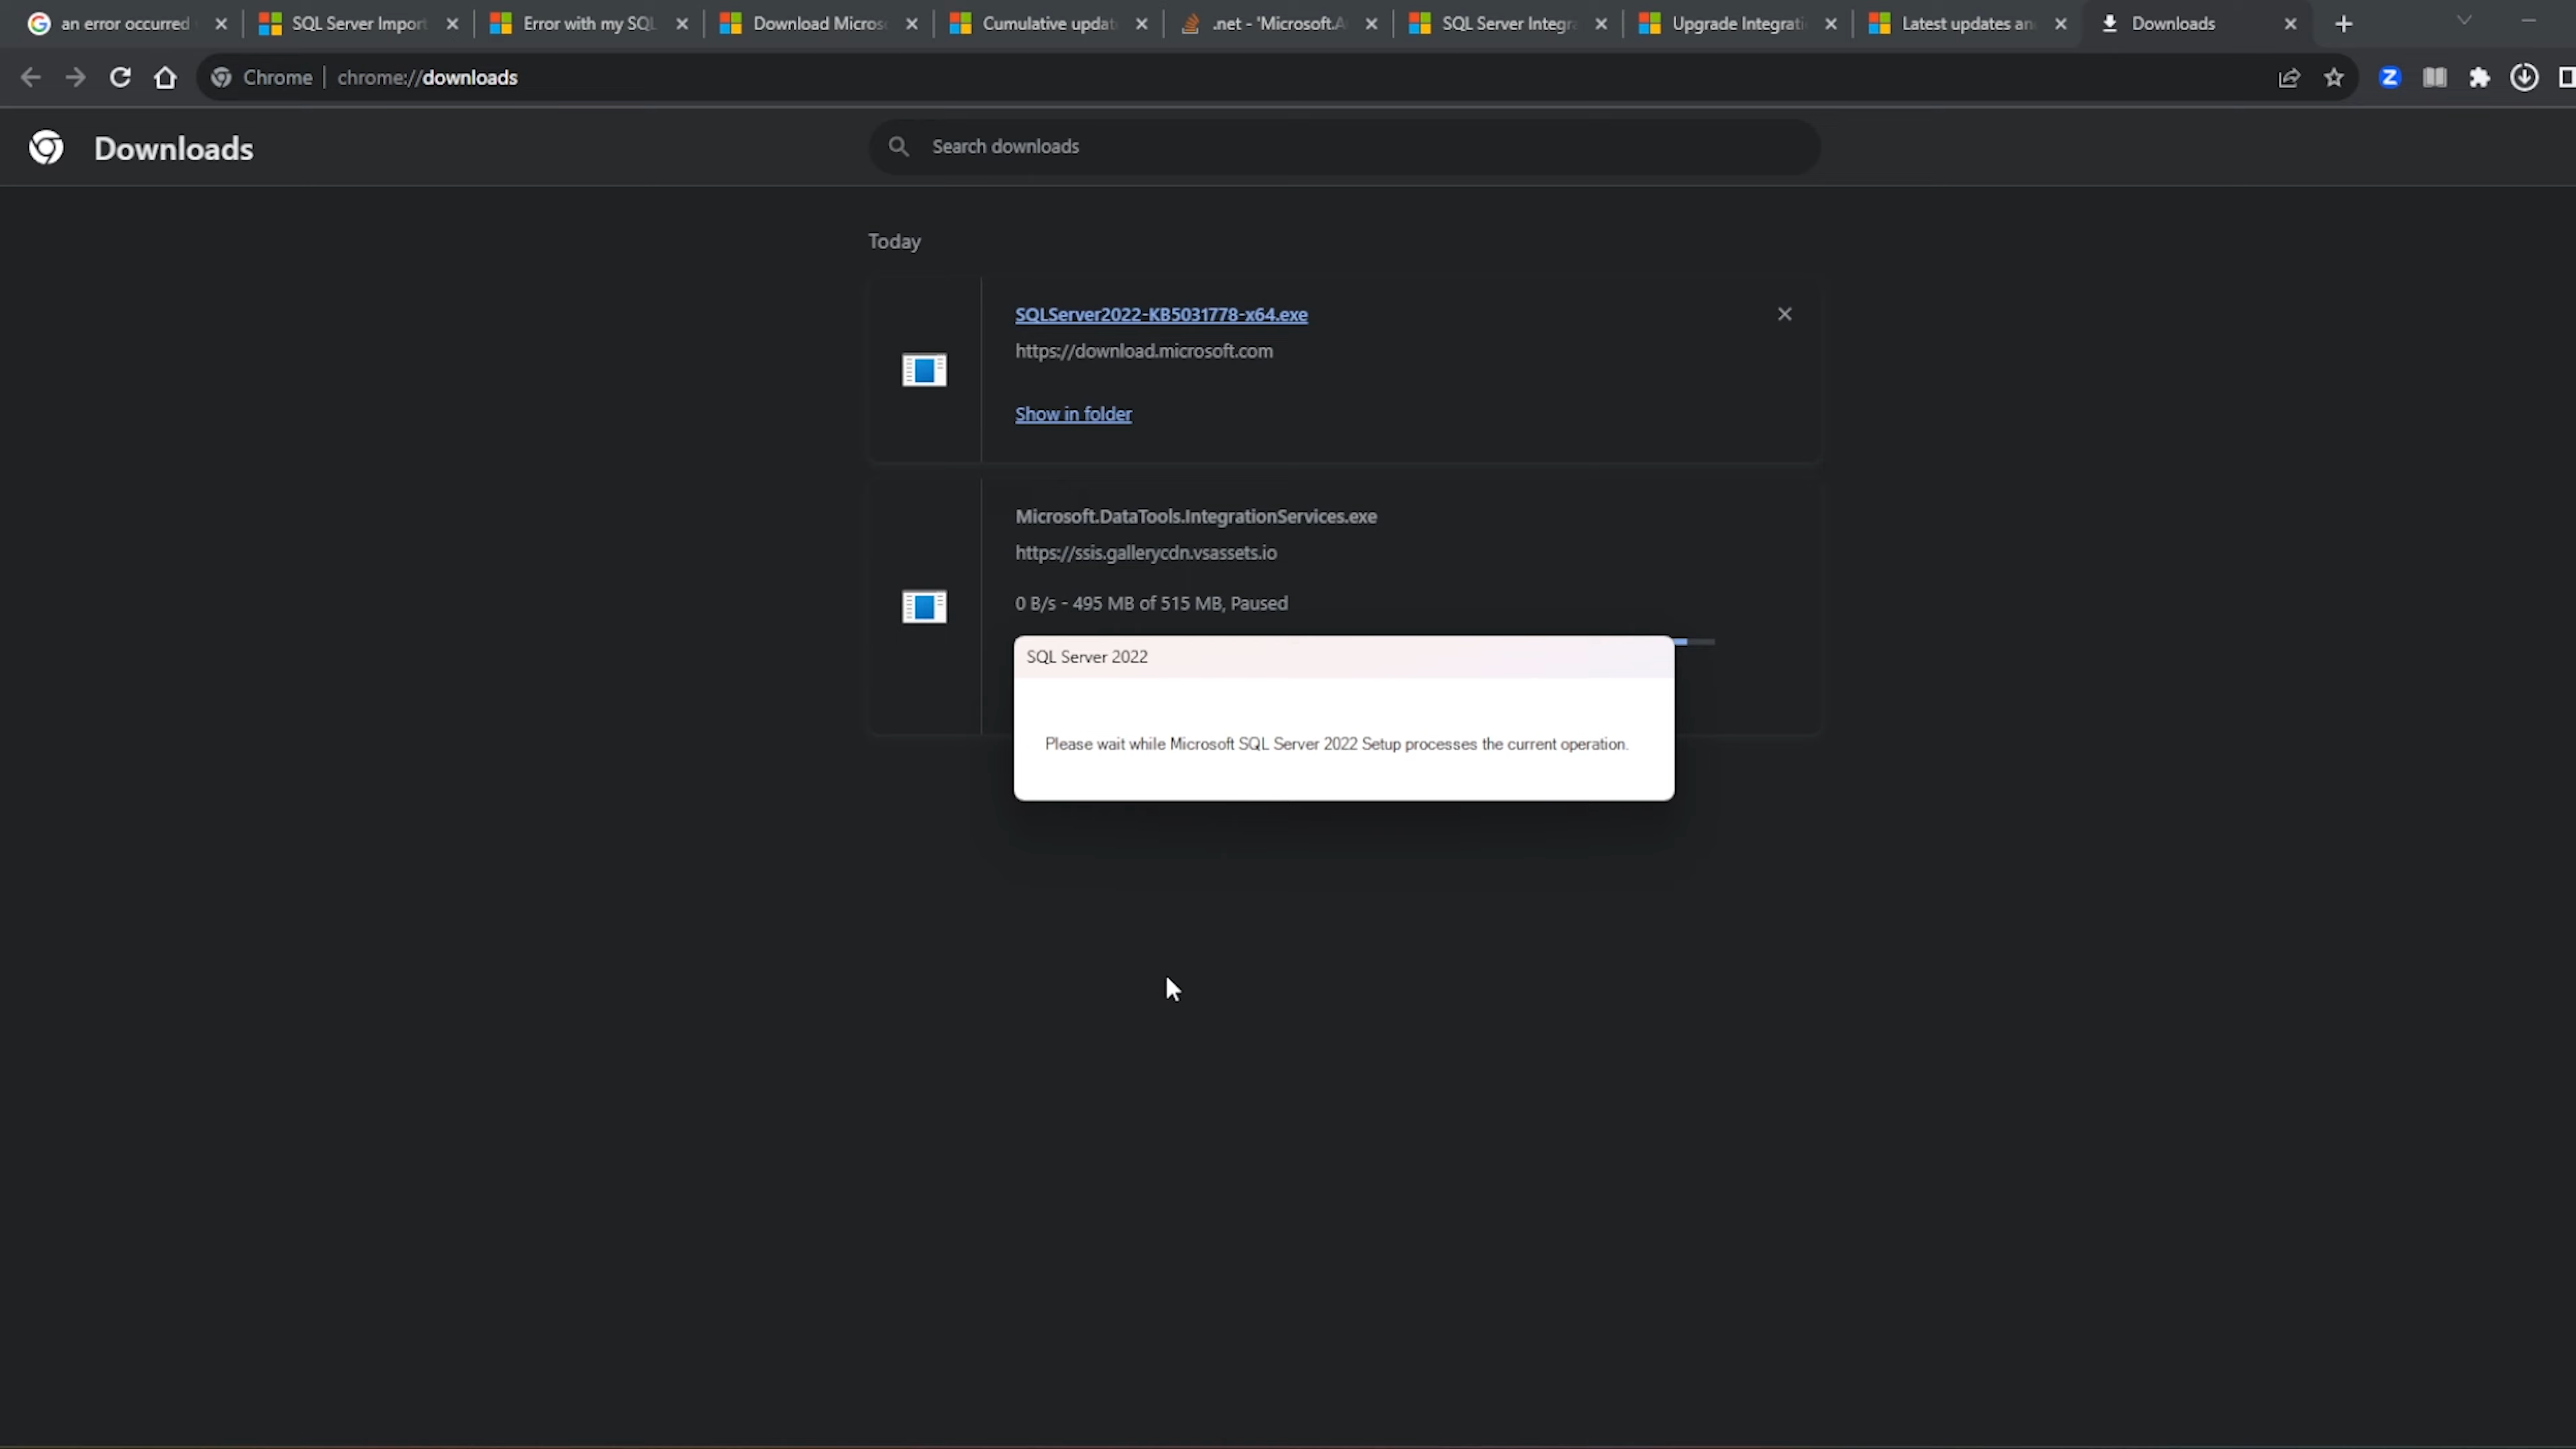 an error occurred
SQL Server Import
Error with my SQL
Download Micros
Cumulative updat
.net - 'Microsoft.A
SQL Server Integra
Upgrade Integrati
Latest updates an
Downloads
Chrome
chrome://downloads
Downloads
Search downloads
Today
SQLServer2022-KB5031778-x64.exe
https://download.microsoft.com
Show in folder
Microsoft.DataTools.IntegrationServices.exe
https://ssis.gallerycdn.vsassets.io
0 B/s - 495 MB of 515 MB, Paused
SQL Server 2022
Please wait while Microsoft SQL Server 2022 Setup processes the current operation.